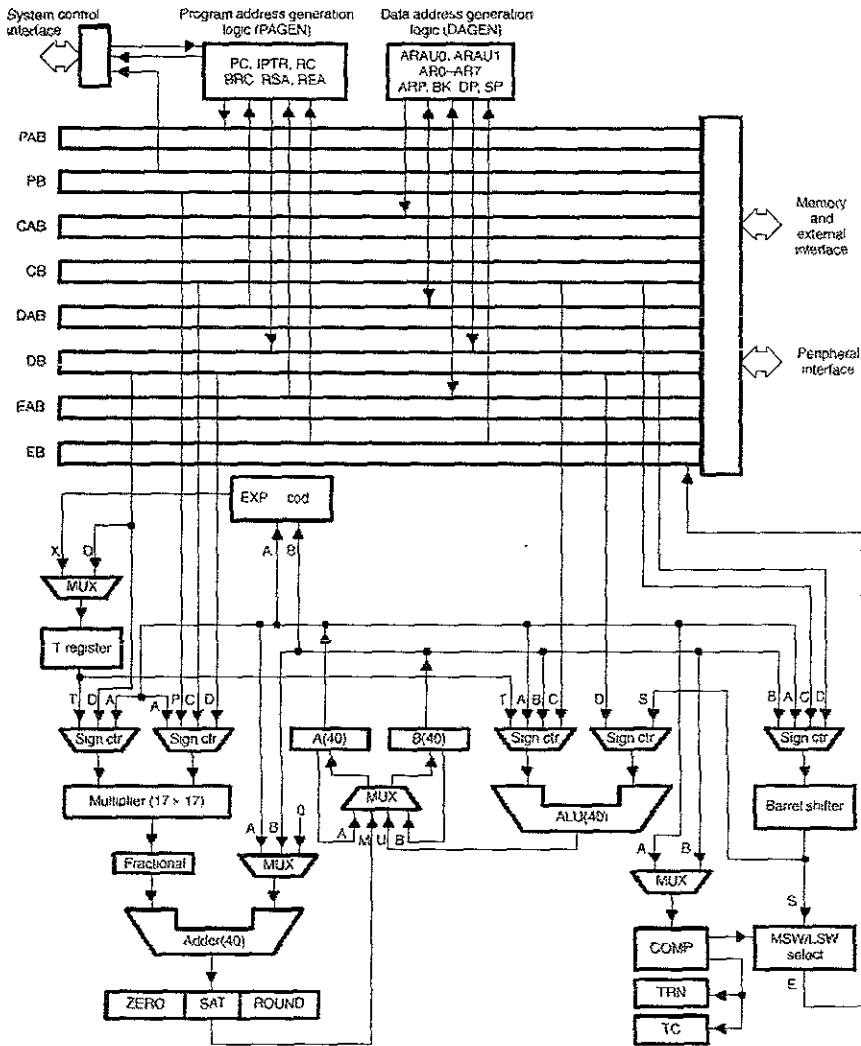 System control
interface
Program address generation
logic (PAGEN)
Data address generation
logic (DAGEN)
PC, IPTR, RC
BRC, RSA, REA
ARAU0, ARAU1
AR0–AR7
ARP, BK, DP, SP
PAB
PB
CAB
CB
DAB
DB
EAB
EB
Memory
and
external
interface
Peripheral
interface
EXP cod
X D
A B
MUX
T register
T D A
A P C D
T A B C
D
S
B A C D
Sign ctr
Sign ctr
A(40)
B(40)
Sign ctr
Sign ctr
Sign ctr
Multiplier (17 × 17)
MUX
ALU(40)
Barrel shifter
A M U B
A B 0
Fractional
MUX
A B
MUX
S
Adder(40)
COMP
MSW/LSW
select
ZERO SAT ROUND
TRN
E
TC